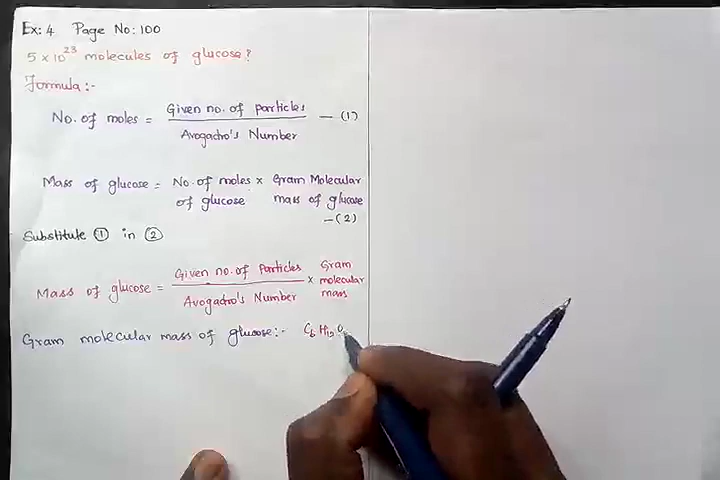 Ex: 4 Page No: 100
5 × 10²³ molecules of glucose?
Formula:-
No. of moles = Given no. of particles / Avogadro's Number — (1)
Mass of glucose = No. of moles × Gram Molecular
of glucose mass of glucose
— (2)
Substitute ① in ②
Mass of glucose = Given no. of Particles / Avogadro's Number × Gram molecular mass
Gram molecular mass of glucose:- C₆ H₁₂ O